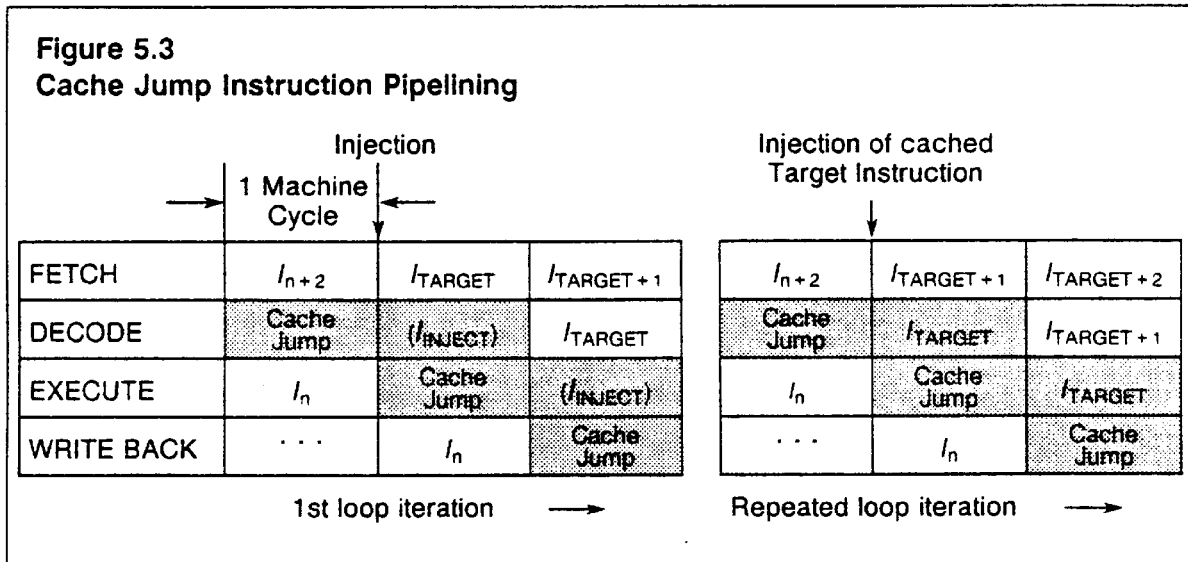 Figure 5.3
Cache Jump Instruction Pipelining
Injection
1 Machine
Cycle
Injection of cached
Target Instruction
FETCH I n + 2 I TARGET I TARGET + 1 I n + 2 I TARGET + 1 I TARGET + 2
DECODE Cache Jump (I INJECT) I TARGET Cache Jump I TARGET I TARGET + 1
EXECUTE I n Cache Jump (I INJECT) I n Cache Jump I TARGET
WRITE BACK · · · I n Cache Jump · · · I n Cache Jump
1st loop iteration
Repeated loop iteration